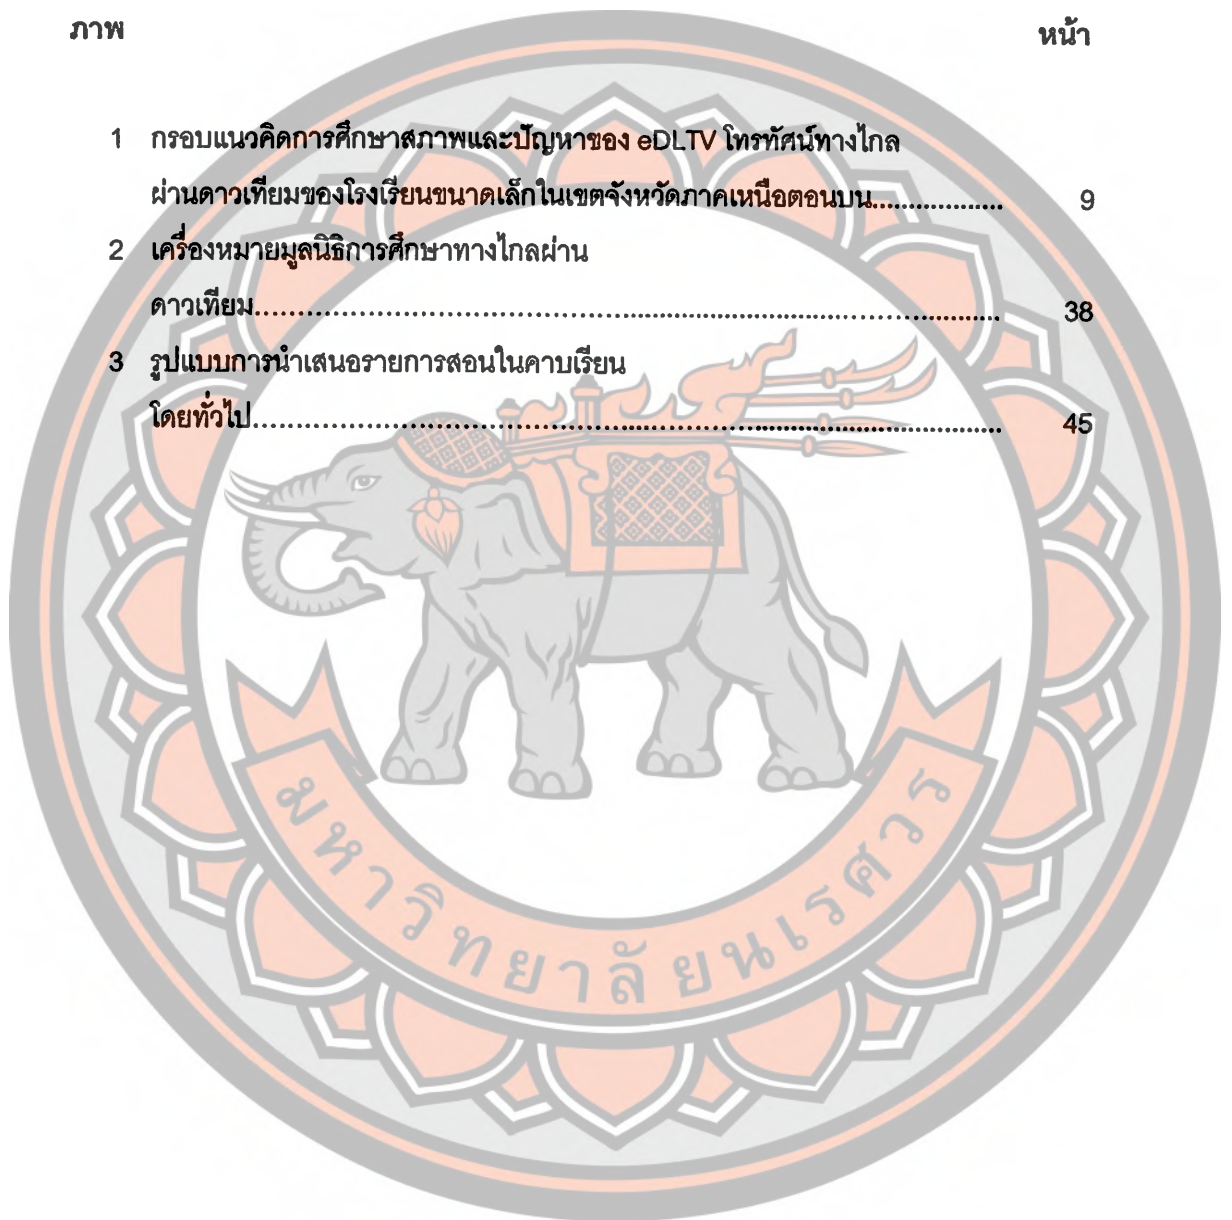 ภาพ หน้า
1 กรอบแนวคิดการศึกษาสภาพและปัญหาของ eDLTV โทรทัศน์ทางไกล
ผ่านดาวเทียมของโรงเรียนขนาดเล็กในเขตจังหวัดภาคเหนือตอนบน.................. 9
2 เครื่องหมายมูลนิธิการศึกษาทางไกลผ่าน
ดาวเทียม.......................................................................................... 38
3 รูปแบบการนำเสนอรายการสอนในคาบเรียน
โดยทั่วไป.......................................................................................... 45
มหาวิทยาลัยนเรศวร